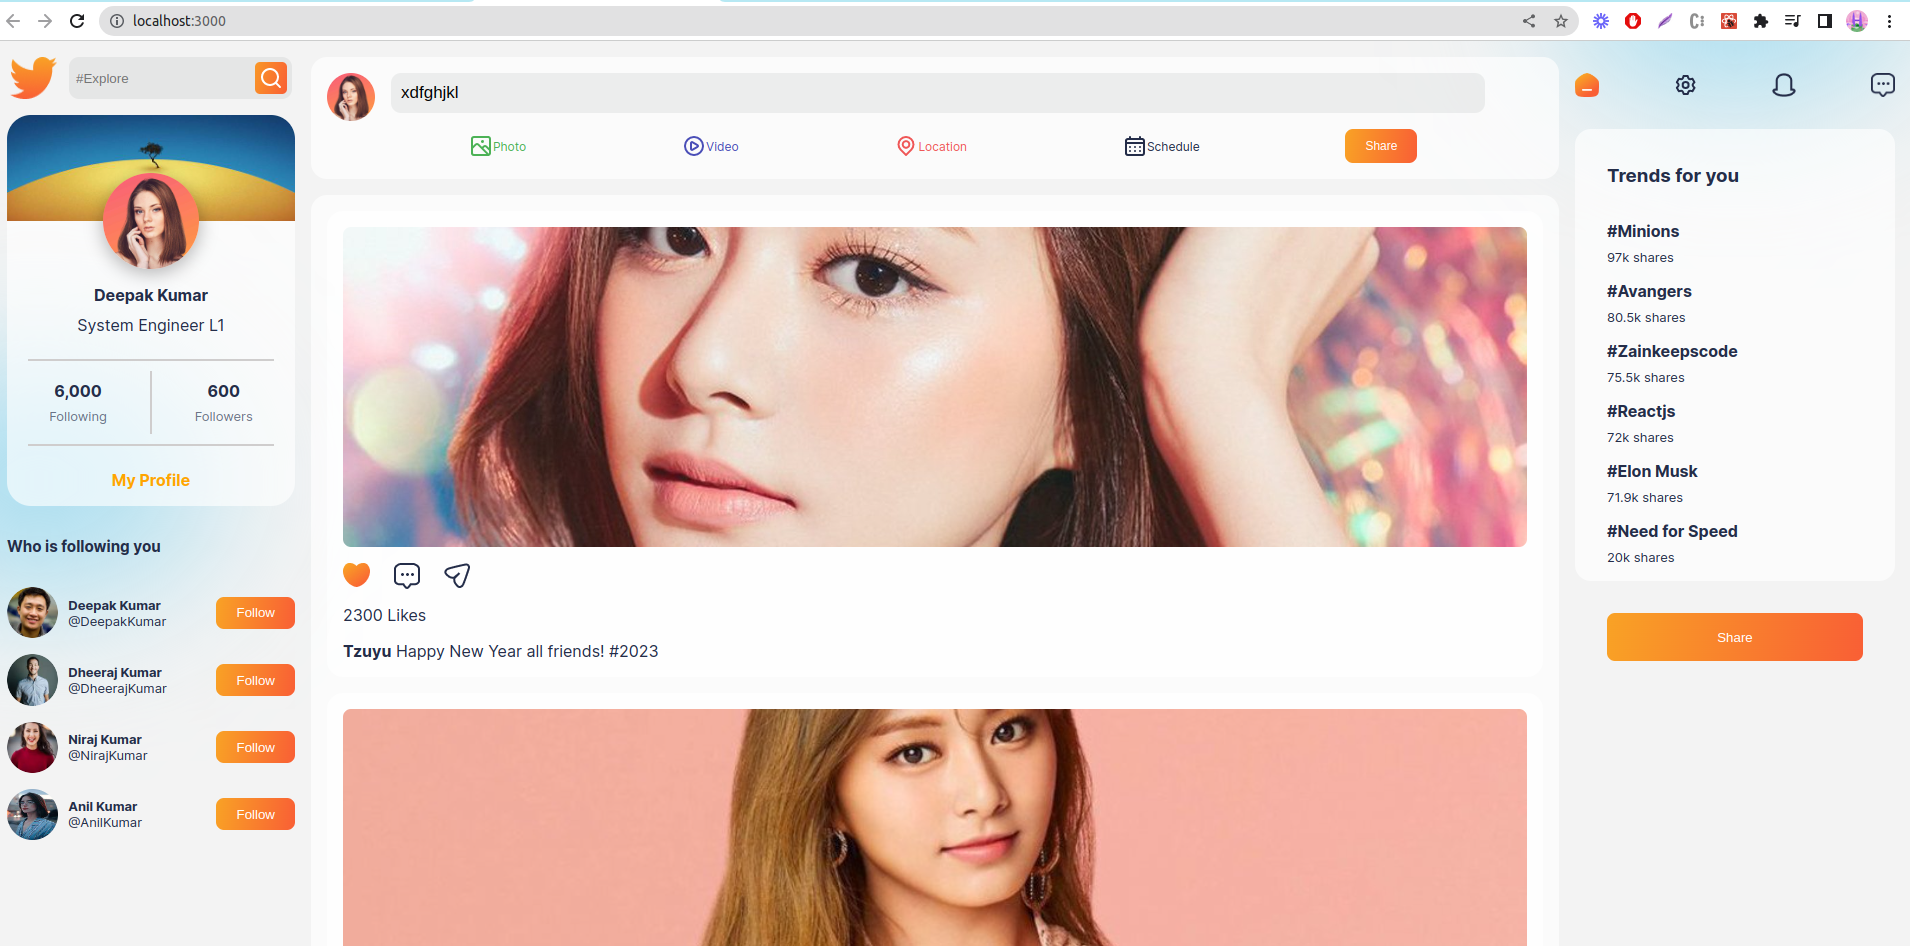 localhost:3000
#Explore
Deepak Kumar
System Engineer L1
6,000
Following
600
Followers
My Profile
Who is following you
Deepak Kumar
@DeepakKumar
Follow
Dheeraj Kumar
@DheerajKumar
Follow
Niraj Kumar
@NirajKumar
Follow
Anil Kumar
@AnilKumar
Follow
xdfghjkl
Photo
Video
Location
Schedule
Share
2300 Likes
Tzuyu Happy New Year all friends! #2023
Trends for you
#Minions
97k shares
#Avangers
80.5k shares
#Zainkeepscode
75.5k shares
#Reactjs
72k shares
#Elon Musk
71.9k shares
#Need for Speed
20k shares
Share